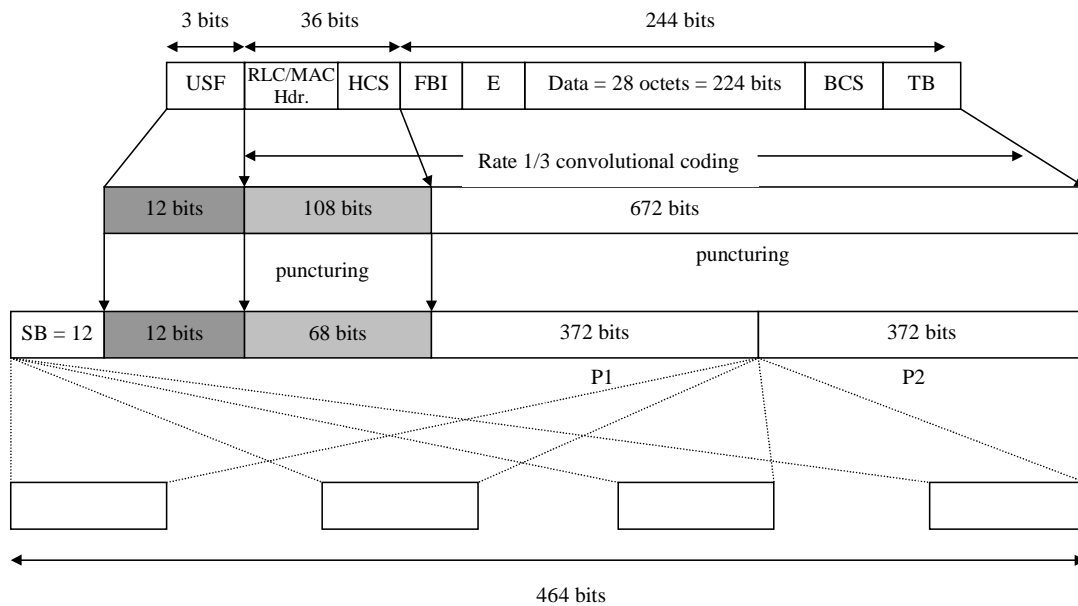 3 bits 36 bits 244 bits
USF RLC/MAC Hdr. HCS FBI E Data = 28 octets = 224 bits BCS TB
Rate 1/3 convolutional coding
12 bits 108 bits 672 bits
puncturing puncturing
SB = 12 12 bits 68 bits 372 bits 372 bits
P1 P2
464 bits